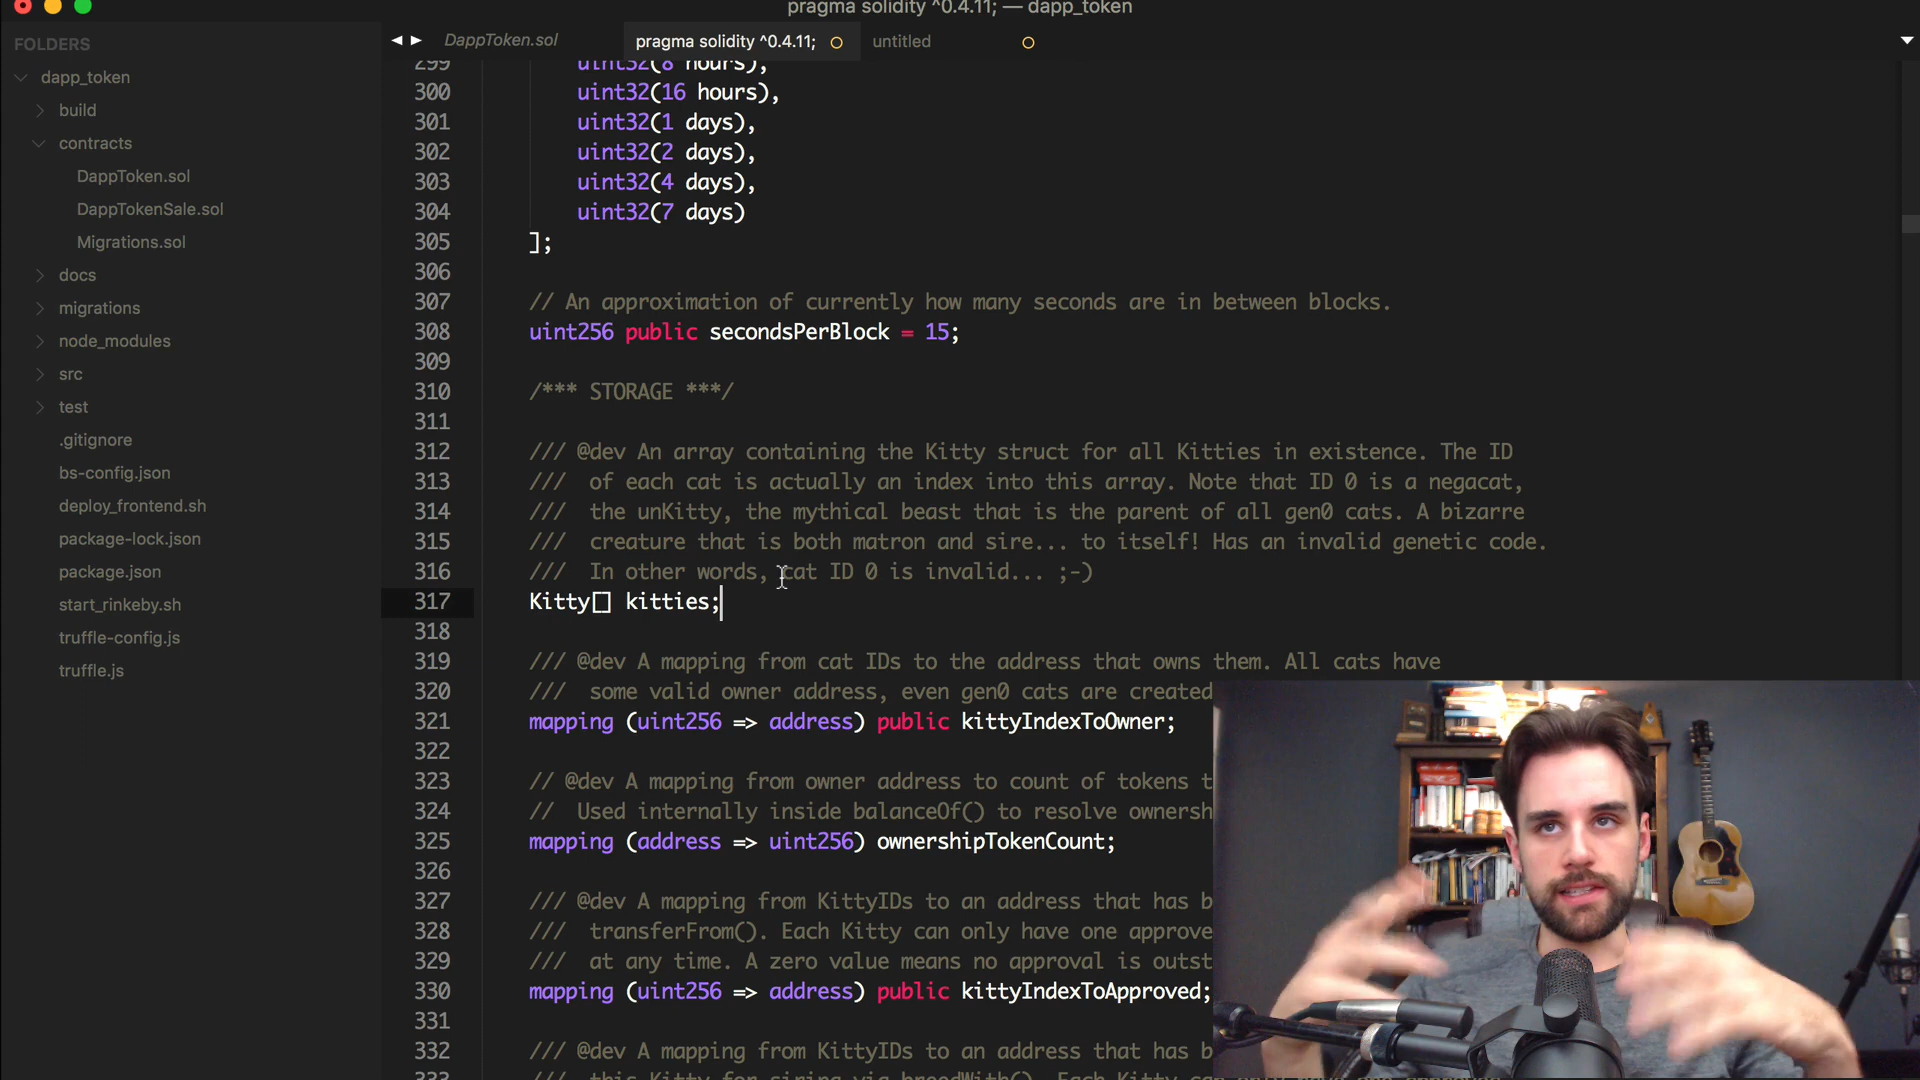 pragma solidity ^0.4.11; — dapp_token
FOLDERS
dapp_token
build
contracts
DappToken.sol
DappTokenSale.sol
Migrations.sol
docs
migrations
node_modules
src
test
.gitignore
bs-config.json
deploy_frontend.sh
package-lock.json
package.json
start_rinkeby.sh
truffle-config.js
truffle.js
DappToken.sol
pragma solidity ^0.4.11;
untitled
299 uint32(8 hours),
300 uint32(16 hours),
301 uint32(1 days),
302 uint32(2 days),
303 uint32(4 days),
304 uint32(7 days)
305 ];
306
307 // An approximation of currently how many seconds are in between blocks.
308 uint256 public secondsPerBlock = 15;
309
310 /*** STORAGE ***/
311
312 /// @dev An array containing the Kitty struct for all Kitties in existence. The ID
313 /// of each cat is actually an index into this array. Note that ID 0 is a negacat,
314 /// the unKitty, the mythical beast that is the parent of all gen0 cats. A bizarre
315 /// creature that is both matron and sire... to itself! Has an invalid genetic code.
316 /// In other words, cat ID 0 is invalid... ;-)
317 Kitty[] kitties;
318
319 /// @dev A mapping from cat IDs to the address that owns them. All cats have
320 /// some valid owner address, even gen0 cats are created
321 mapping (uint256 => address) public kittyIndexToOwner;
322
323 // @dev A mapping from owner address to count of tokens t
324 // Used internally inside balanceOf() to resolve ownersh
325 mapping (address => uint256) ownershipTokenCount;
326
327 /// @dev A mapping from KittyIDs to an address that has b
328 /// transferFrom(). Each Kitty can only have one approve
329 /// at any time. A zero value means no approval is outst
330 mapping (uint256 => address) public kittyIndexToApproved;
331
332 /// @dev A mapping from KittyIDs to an address that has b
333 /// this Kitty for siring via breedWith(). Each Kitty can